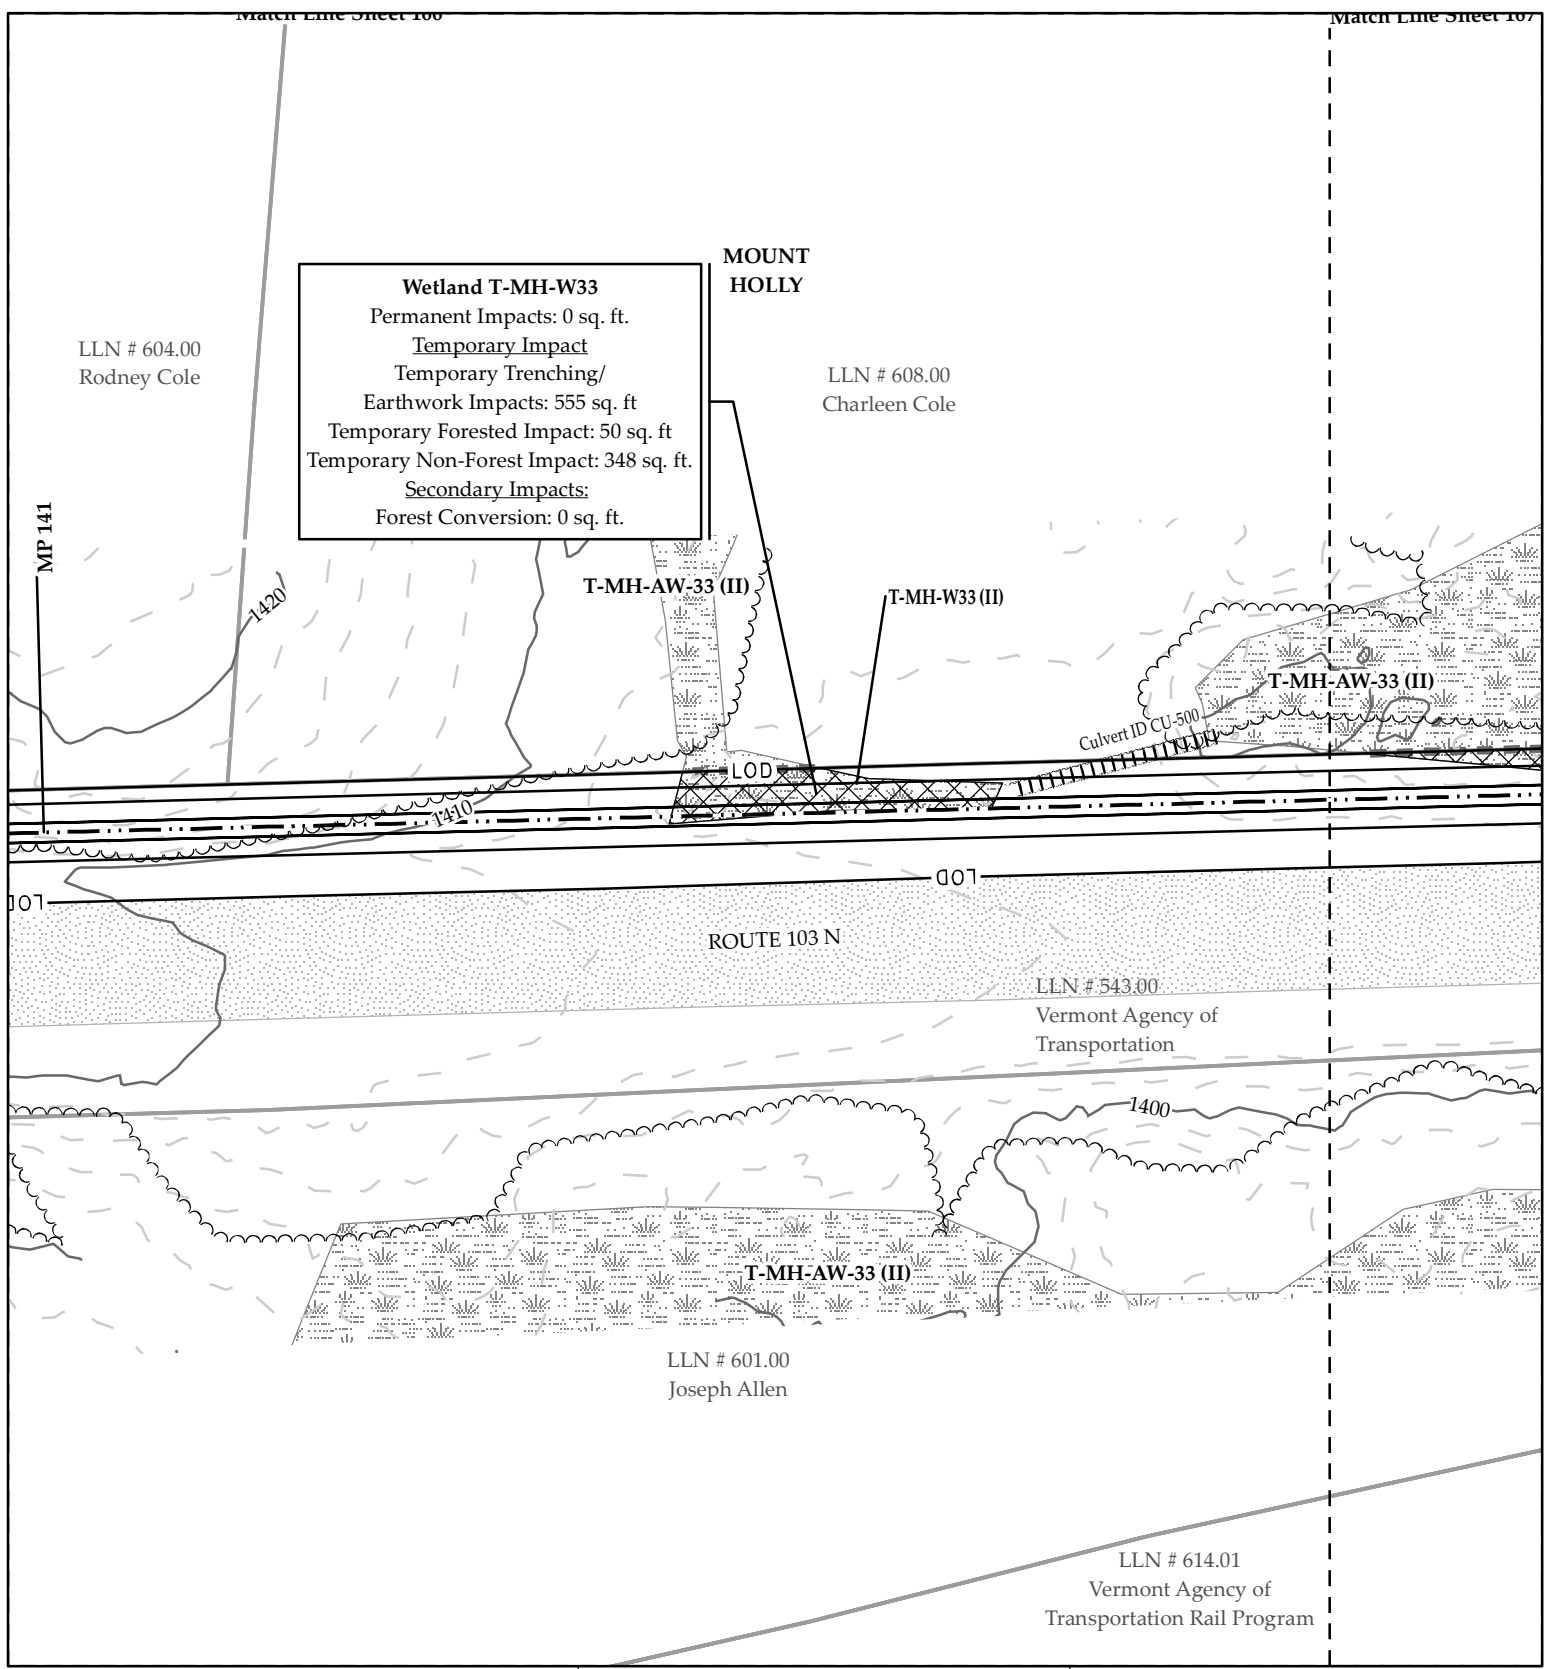 Match Line Sheet 166
Match Line Sheet 167
MOUNT
HOLLY
Wetland T-MH-W33
Permanent Impacts: 0 sq. ft.
Temporary Impact
Temporary Trenching/
Earthwork Impacts: 555 sq. ft
Temporary Forested Impact: 50 sq. ft
Temporary Non-Forest Impact: 348 sq. ft.
Secondary Impacts:
Forest Conversion: 0 sq. ft.
LLN # 604.00
Rodney Cole
LLN # 608.00
Charleen Cole
MP 141
1420
T-MH-AW-33 (II)
T-MH-W33 (II)
T-MH-AW-33 (II)
Culvert ID CU-500
LOD
1410
LOD
LOD
ROUTE 103 N
LLN # 543.00
Vermont Agency of
Transportation
1400
T-MH-AW-33 (II)
LLN # 601.00
Joseph Allen
LLN # 614.01
Vermont Agency of
Transportation Rail Program